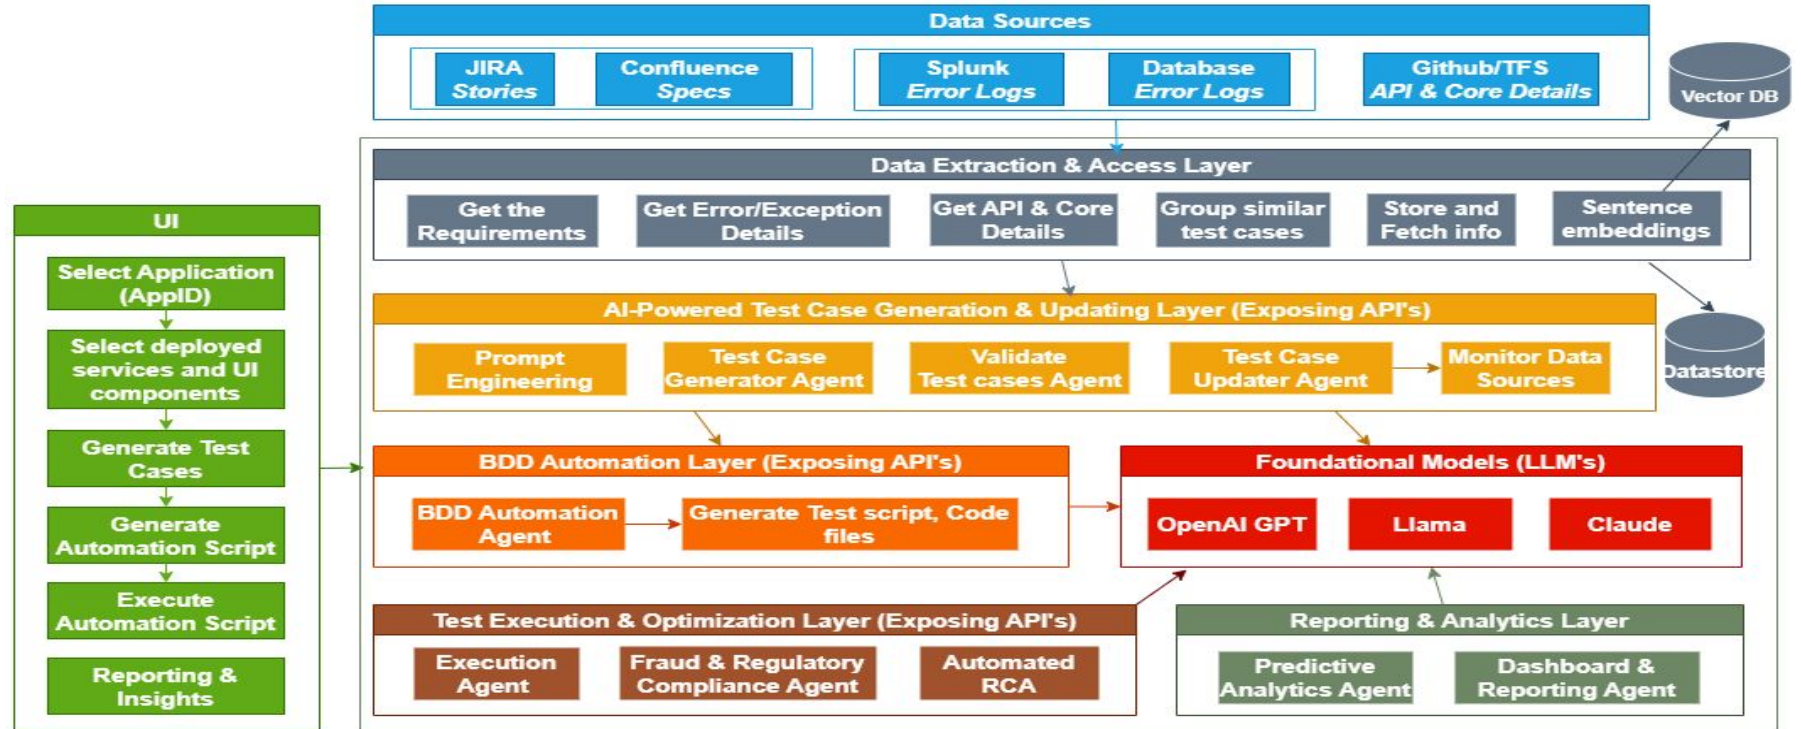 Data Sources
JIRA
Stories
Confluence
Specs
Splunk
Error Logs
Database
Error Logs
Github/TFS
API & Core Details
Vector DB
Data Extraction & Access Layer
Get the
Requirements
Get Error/Exception
Details
Get API & Core
Details
Group similar
test cases
Store and
Fetch info
Sentence
embeddings
UI
Select Application
(AppID)
Select deployed
services and UI
components
Generate Test
Cases
Generate
Automation Script
Execute
Automation Script
Reporting &
Insights
AI-Powered Test Case Generation & Updating Layer (Exposing API's)
Prompt
Engineering
Test Case
Generator Agent
Validate
Test cases Agent
Test Case
Updater Agent
Monitor Data
Sources
Datastore
BDD Automation Layer (Exposing API's)
BDD Automation
Agent
Generate Test script, Code
files
Foundational Models (LLM's)
OpenAI GPT
Llama
Claude
Test Execution & Optimization Layer (Exposing API's)
Execution
Agent
Fraud & Regulatory
Compliance Agent
Automated
RCA
Reporting & Analytics Layer
Predictive
Analytics Agent
Dashboard &
Reporting Agent